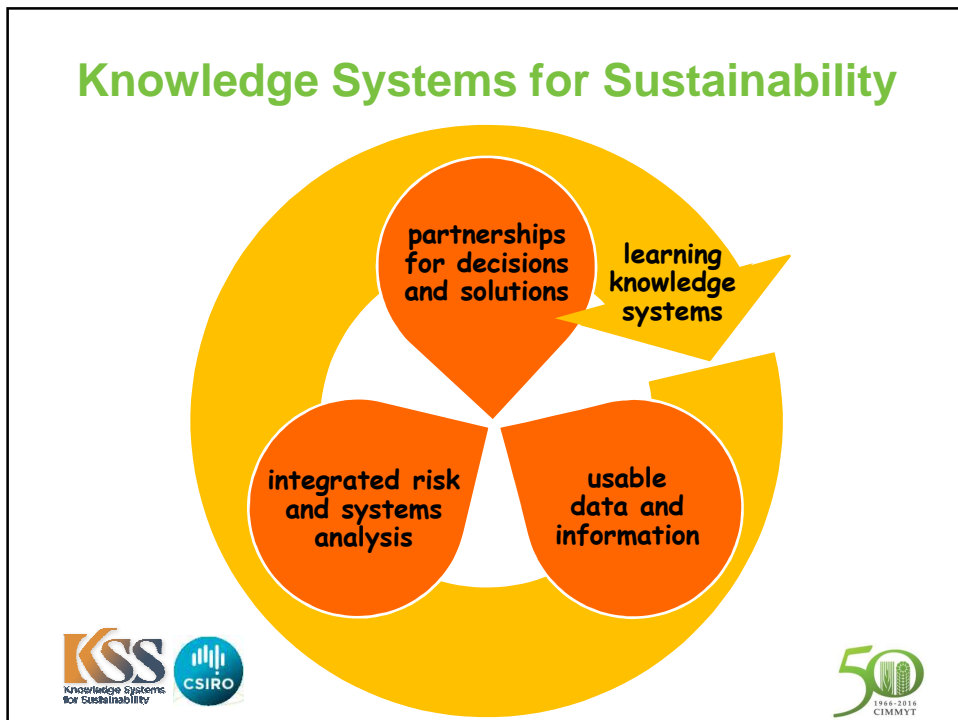 Knowledge Systems for Sustainability
partnerships
for decisions
and solutions
learning
knowledge
systems
integrated risk
and systems
analysis
usable
data and
information
KSS
Knowledge Systems
for Sustainability
CSIRO
50
1966-2016
CIMMYT